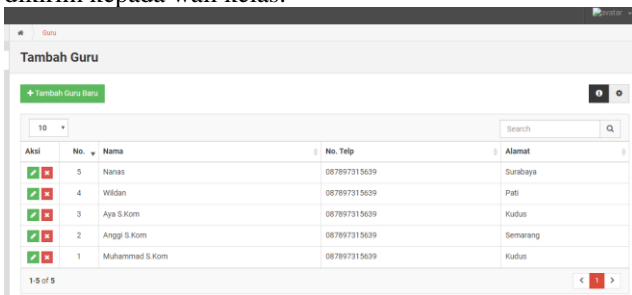 dikirim kepada wali kelas.
avatar
Guru
Tambah Guru
+ Tambah Guru Baru
10
Search
Aksi No. Nama No. Telp Alamat
5 Nanas 087897315639 Surabaya
4 Wildan 087897315639 Pati
3 Aya S.Kom 087897315639 Kudus
2 Anggi S.Kom 087897315639 Semarang
1 Muhammad S.Kom 087897315639 Kudus
1-5 of 5
< 1 >